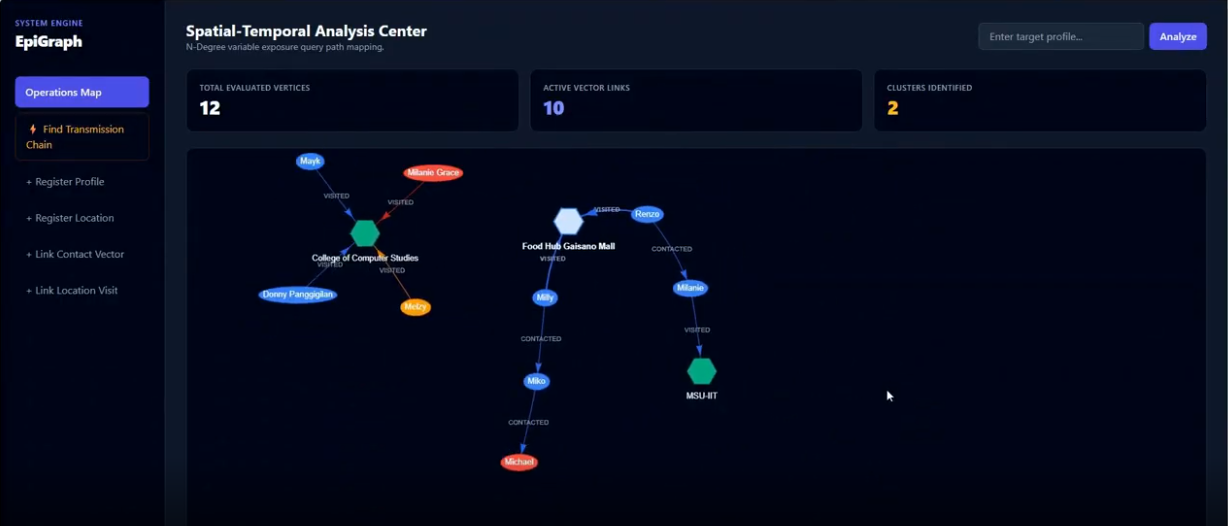 SYSTEM ENGINE
EpiGraph
Operations Map
Find Transmission
Chain
+ Register Profile
+ Register Location
+ Link Contact Vector
+ Link Location Visit
Spatial-Temporal Analysis Center
N-Degree variable exposure query path mapping.
Enter target profile...
Analyze
TOTAL EVALUATED VERTICES
12
ACTIVE VECTOR LINKS
10
CLUSTERS IDENTIFIED
2
Mayk
Milanie Grace
VISITED
VISITED
College of Computer Studies
VISITED
VISITED
Donny Panggigilan
Meizy
VISITED
Renzo
Food Hub Gaisano Mall
CONTACTED
VISITED
Milly
Milanie
CONTACTED
VISITED
Miko
MSU-IIT
CONTACTED
Michael